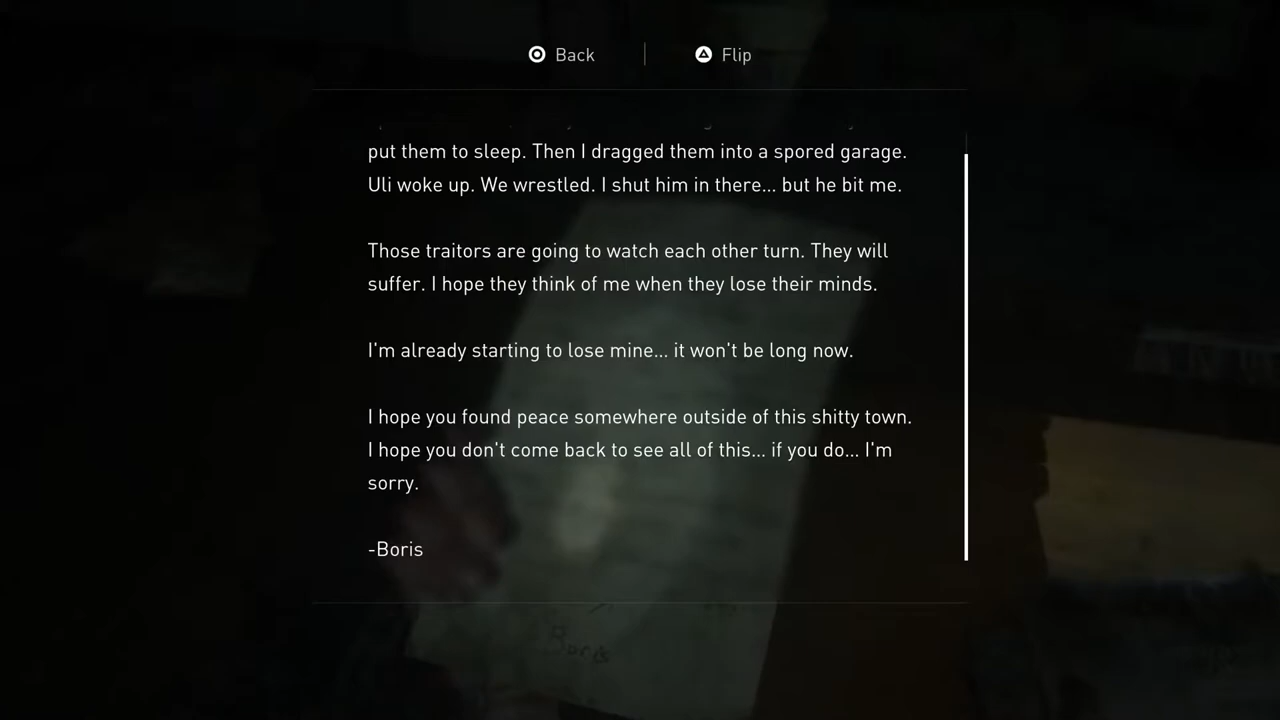 Back
Flip
put them to sleep. Then I dragged them into a spored garage.
Uli woke up. We wrestled. I shut him in there... but he bit me.
Those traitors are going to watch each other turn. They will
suffer. I hope they think of me when they lose their minds.
I'm already starting to lose mine... it won't be long now.
I hope you found peace somewhere outside of this shitty town.
I hope you don't come back to see all of this... if you do... I'm
sorry.
-Boris
Boris